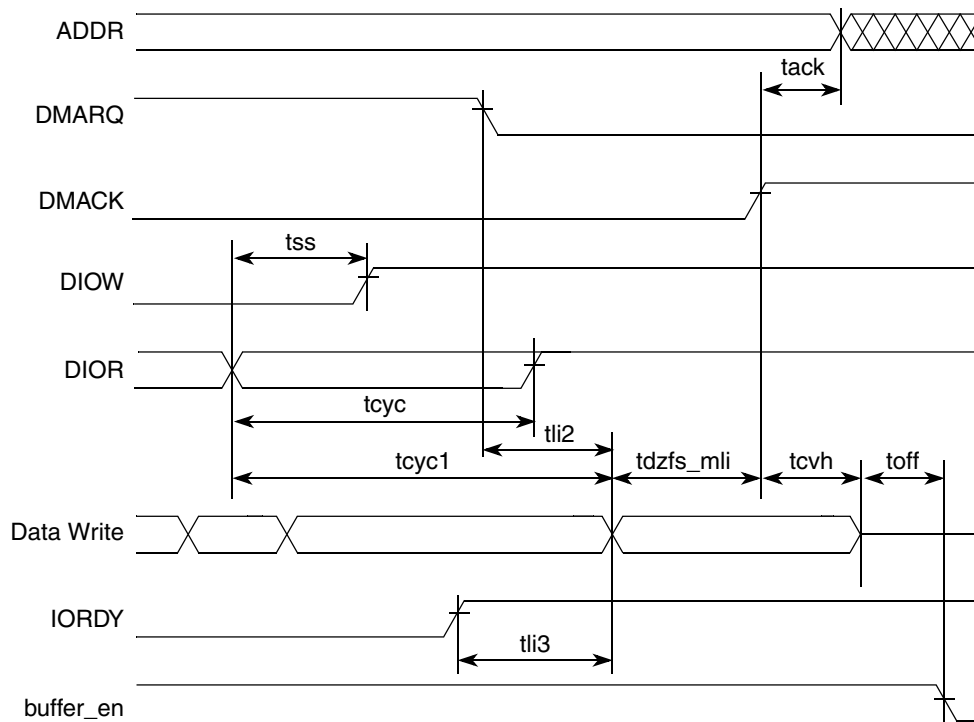 ADDR
tack
DMARQ
DMACK
tss
DIOW
DIOR
tcyc
tli2
tcyc1
tdzfs_mli
tcvh
toff
Data Write
IORDY
tli3
buffer_en